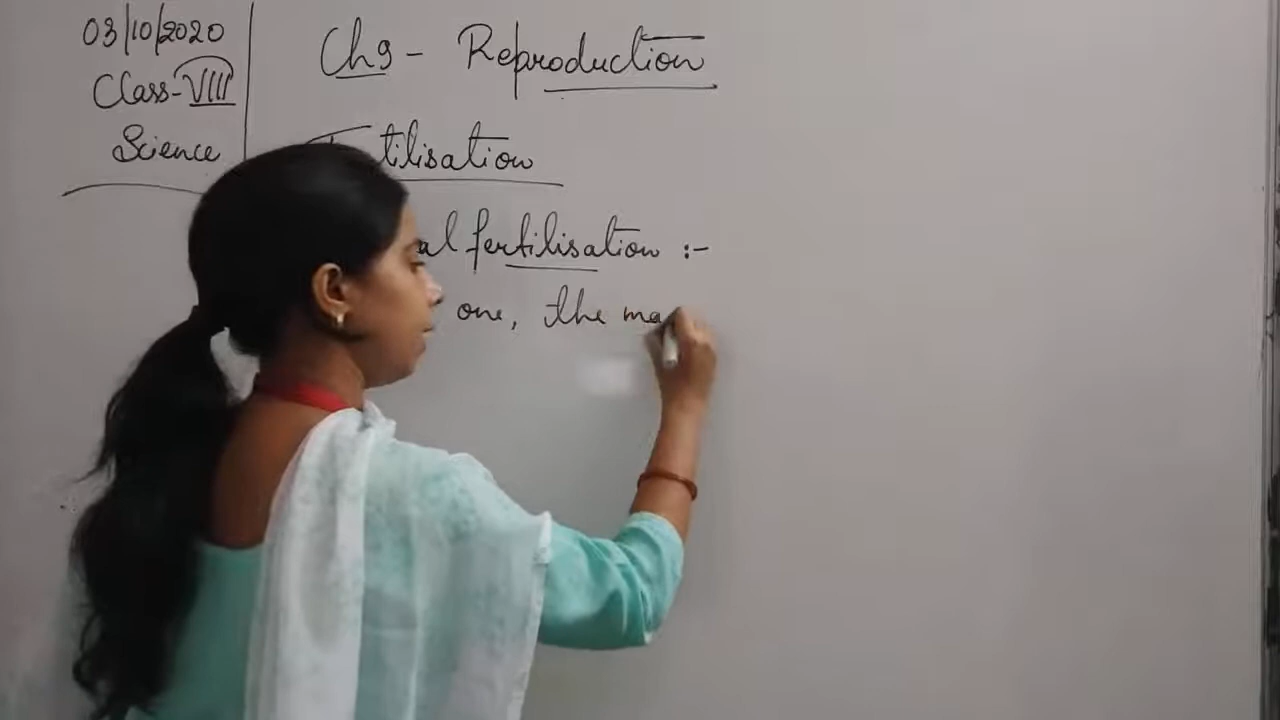 03/10/2020
Class-VIII
Science
Ch9 - Reproduction
tilisation
al fertilisation :-
one, the ma